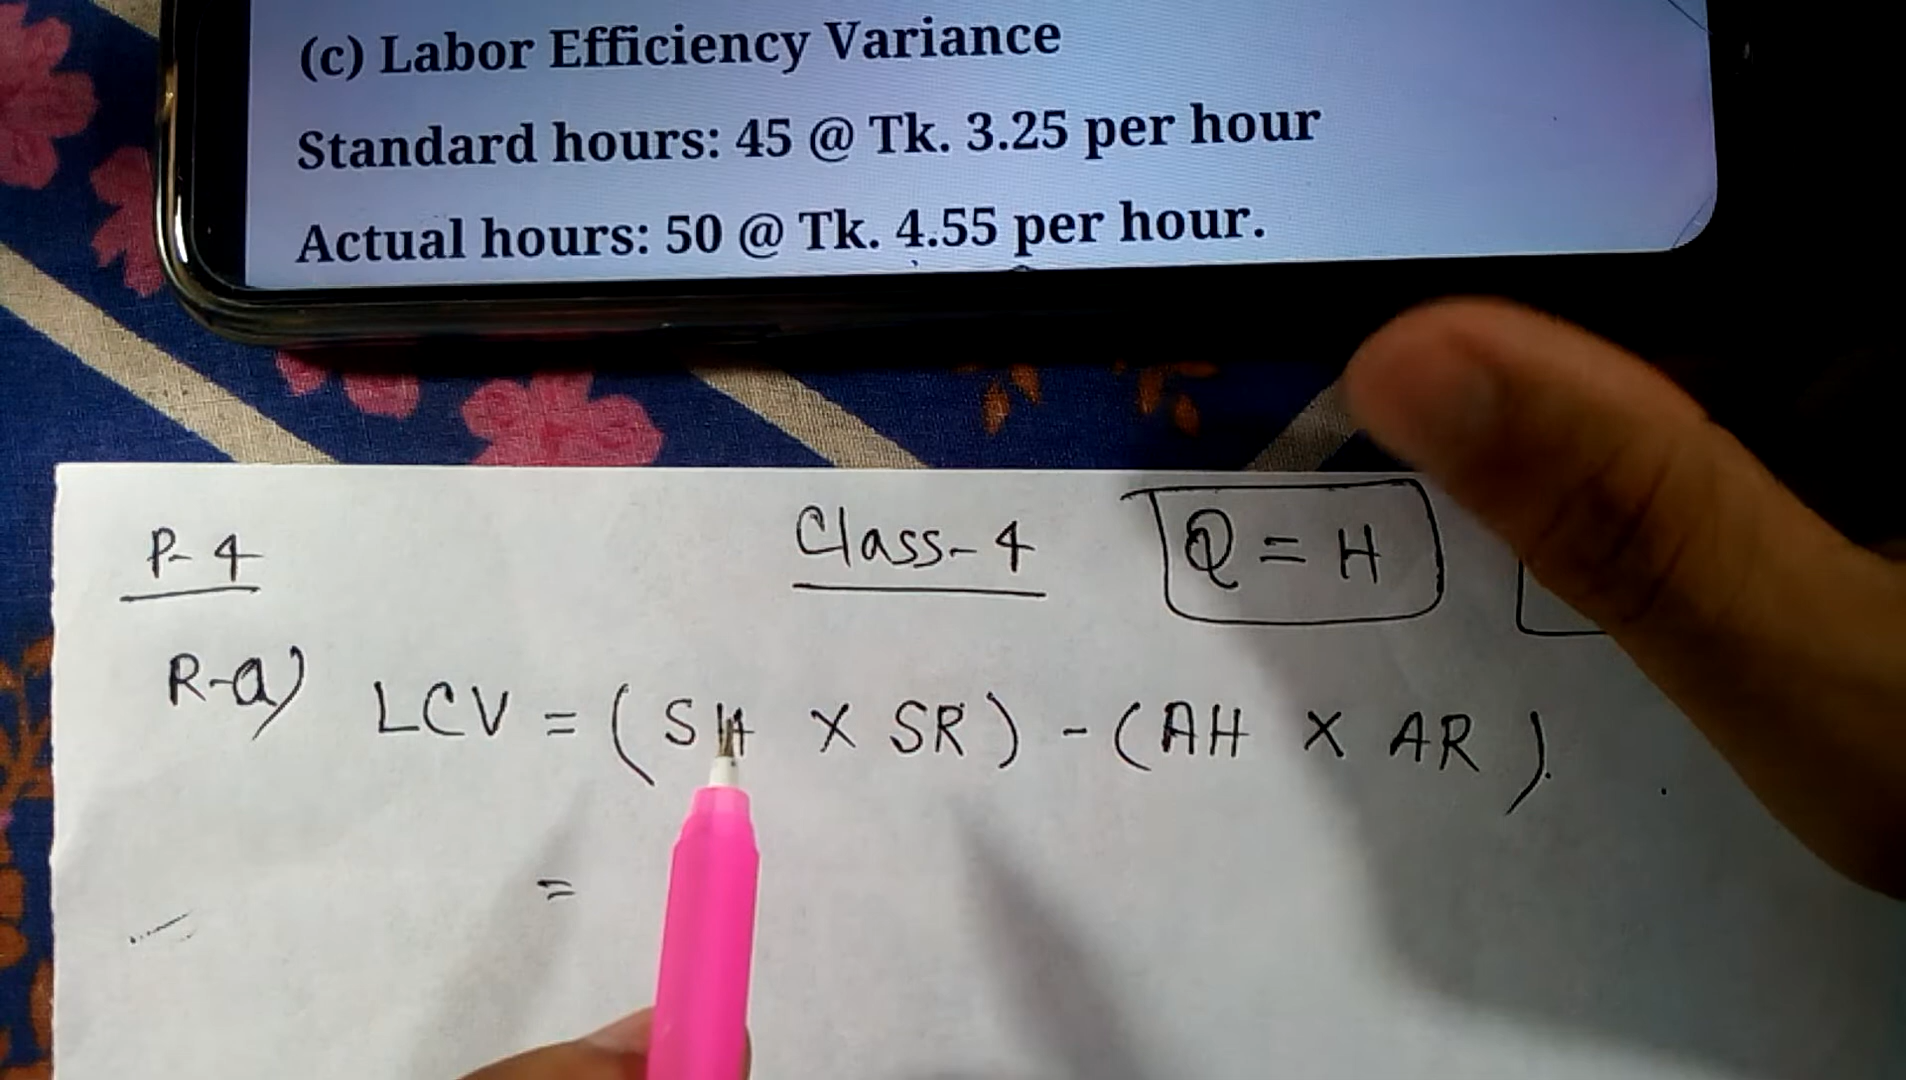 (c) Labor Efficiency Variance
Standard hours: 45 @ Tk. 3.25 per hour
Actual hours: 50 @ Tk. 4.55 per hour.
P-4
Class-4
Q = H
R-a) LCV = (SH X SR) - (AH X AR).
=